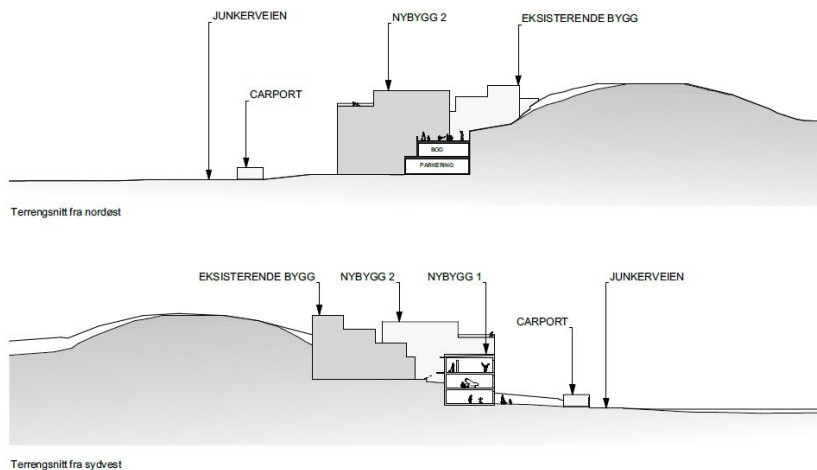 JUNKERVEIEN
NYBYGG 2
EKSISTERENDE BYGG
CARPORT
BOD
PARKERING
Terrengsnitt fra nordøst
EKSISTERENDE BYGG
NYBYGG 2
NYBYGG 1
JUNKERVEIEN
CARPORT
Terrengsnitt fra sydvest